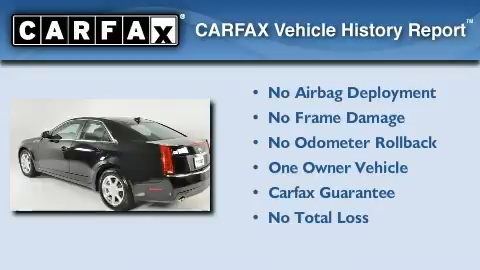 CARFAX® CARFAX Vehicle History Report™
• No Airbag Deployment
• No Frame Damage
• No Odometer Rollback
• One Owner Vehicle
• Carfax Guarantee
• No Total Loss